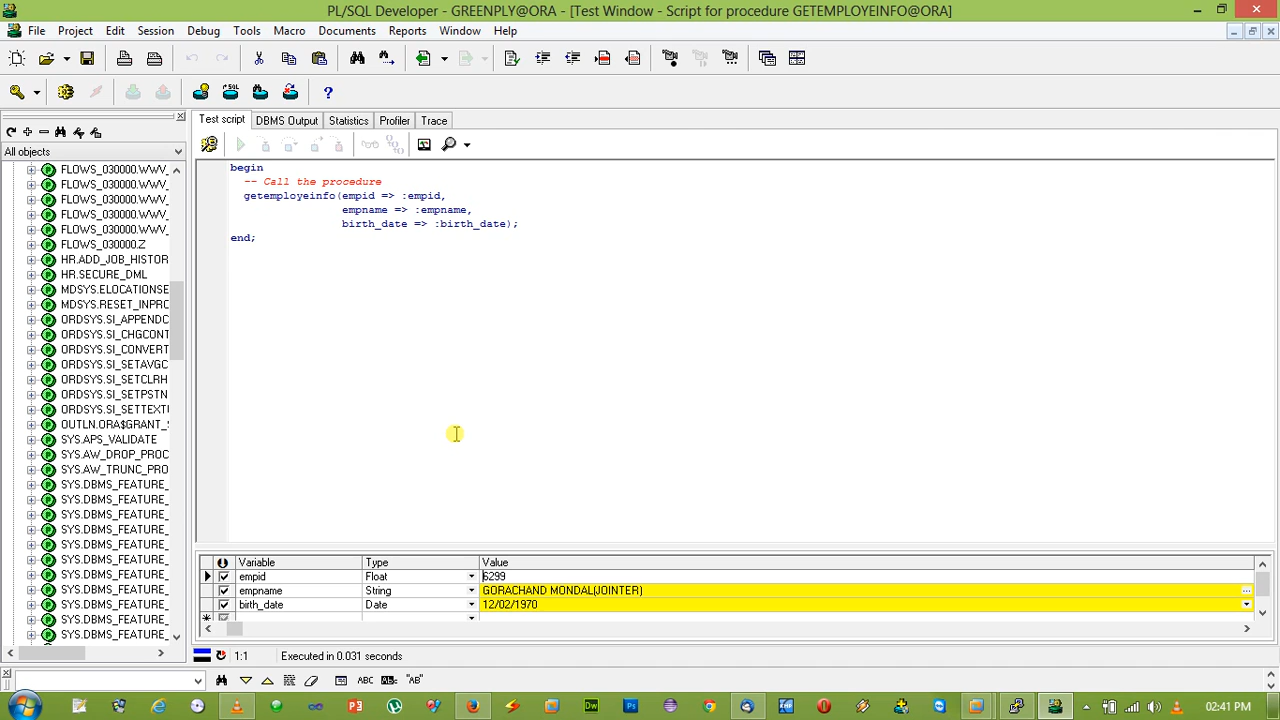 PL/SQL Developer - GREENPLY@ORA - [Test Window - Script for procedure GETEMPLOYEINFO@ORA]
File Project Edit Session Debug Tools Macro Documents Reports Window Help
Test script DBMS Output Statistics Profiler Trace
All objects
FLOWS_030000.WWV_
FLOWS_030000.WWV_
FLOWS_030000.WWV_
FLOWS_030000.WWV_
FLOWS_030000.WWV_
FLOWS_030000.Z
HR.ADD_JOB_HISTOR
HR.SECURE_DML
MDSYS.ELOCATIONSE
MDSYS.RESET_INPRO
ORDSYS.SI_APPENDC
ORDSYS.SI_CHGCONT
ORDSYS.SI_CONVERT
ORDSYS.SI_SETAVGC
ORDSYS.SI_SETCLRH
ORDSYS.SI_SETPSTN
ORDSYS.SI_SETTEXT
OUTLN.ORA$GRANT_S
SYS.APS_VALIDATE
SYS.AW_DROP_PROC
SYS.AW_TRUNC_PRO
SYS.DBMS_FEATURE_
SYS.DBMS_FEATURE_
SYS.DBMS_FEATURE_
SYS.DBMS_FEATURE_
SYS.DBMS_FEATURE_
SYS.DBMS_FEATURE_
SYS.DBMS_FEATURE_
SYS.DBMS_FEATURE_
SYS.DBMS_FEATURE_
SYS.DBMS_FEATURE_
SYS.DBMS_FEATURE_
begin
-- Call the procedure
getemployeinfo(empid => :empid,
empname => :empname,
birth_date => :birth_date);
end;
Variable Type Value
empid Float 6299
empname String GORACHAND MONDAL(JOINTER)
birth_date Date 12/02/1970
1:1 Executed in 0.031 seconds
ABC "AB"
02:41 PM